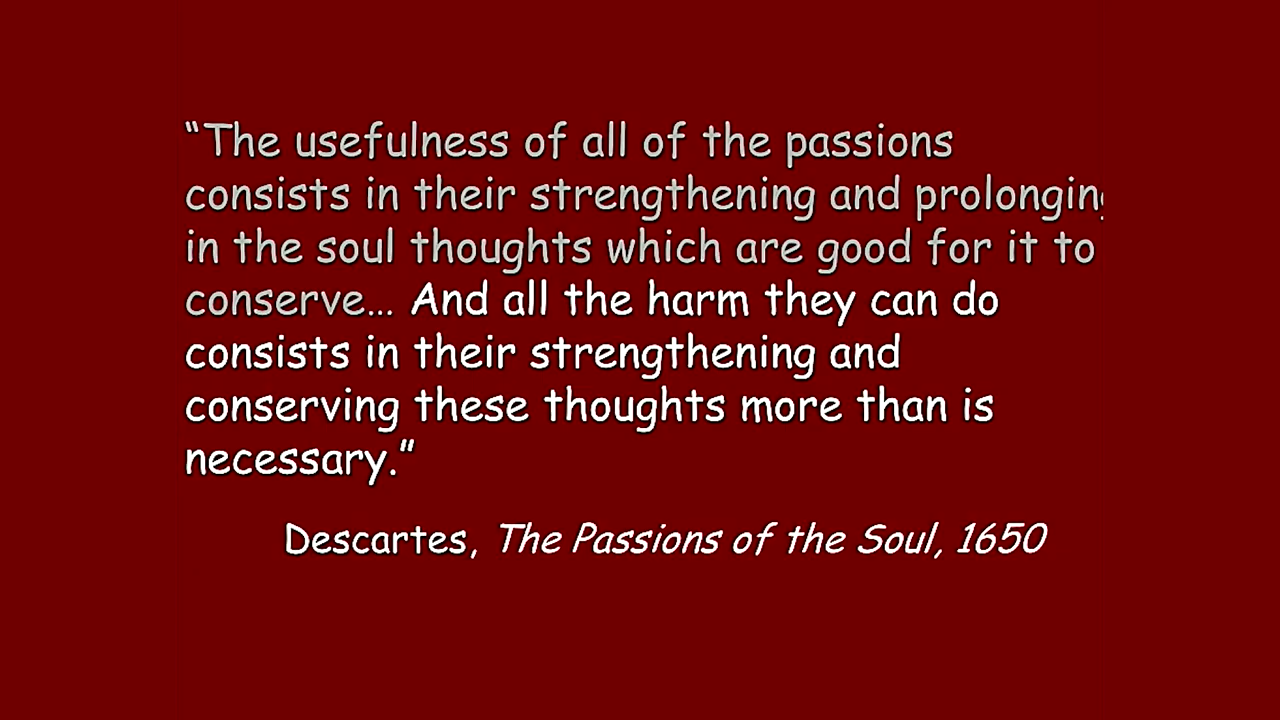 “The usefulness of all of the passions
consists in their strengthening and prolonging
in the soul thoughts which are good for it to
conserve… And all the harm they can do
consists in their strengthening and
conserving these thoughts more than is
necessary.”
Descartes, The Passions of the Soul, 1650